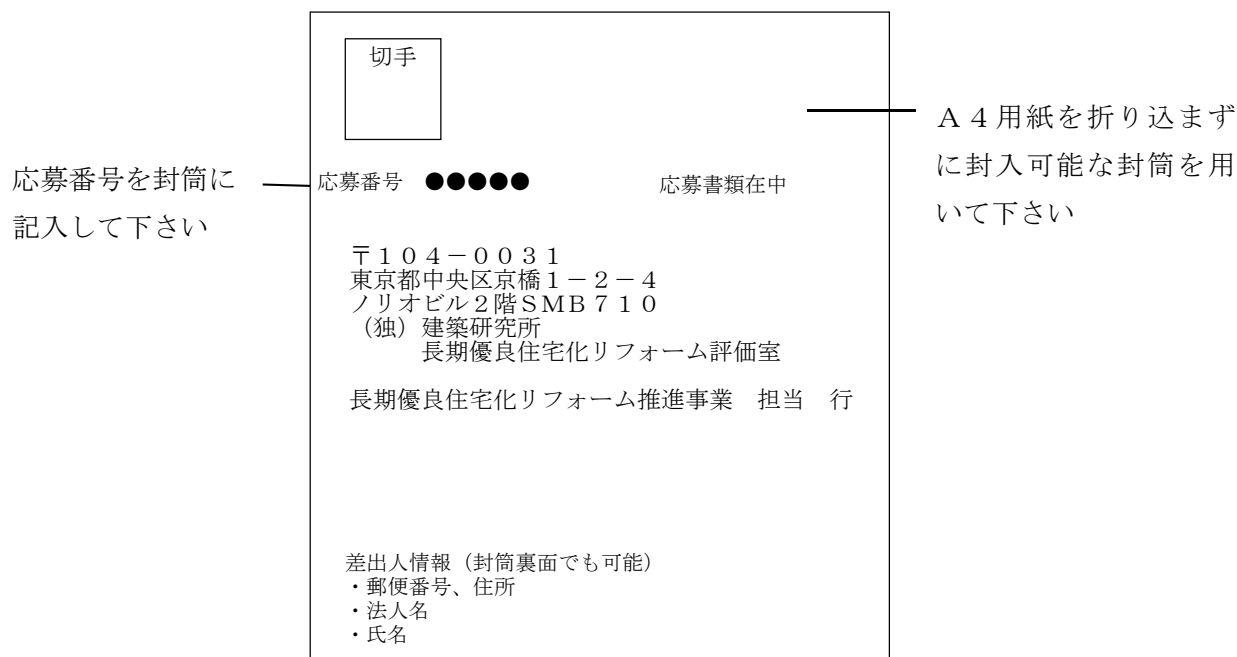 切手
Ａ４用紙を折り込まず
に封入可能な封筒を用
いて下さい
応募番号を封筒に
記入して下さい
応募番号　●●●●●
応募書類在中
〒１０４－００３１
東京都中央区京橋１－２－４
ノリオビル２階ＳＭＢ７１０
（独）建築研究所
長期優良住宅化リフォーム評価室
長期優良住宅化リフォーム推進事業　担当　行
差出人情報（封筒裏面でも可能）
・郵便番号、住所
・法人名
・氏名